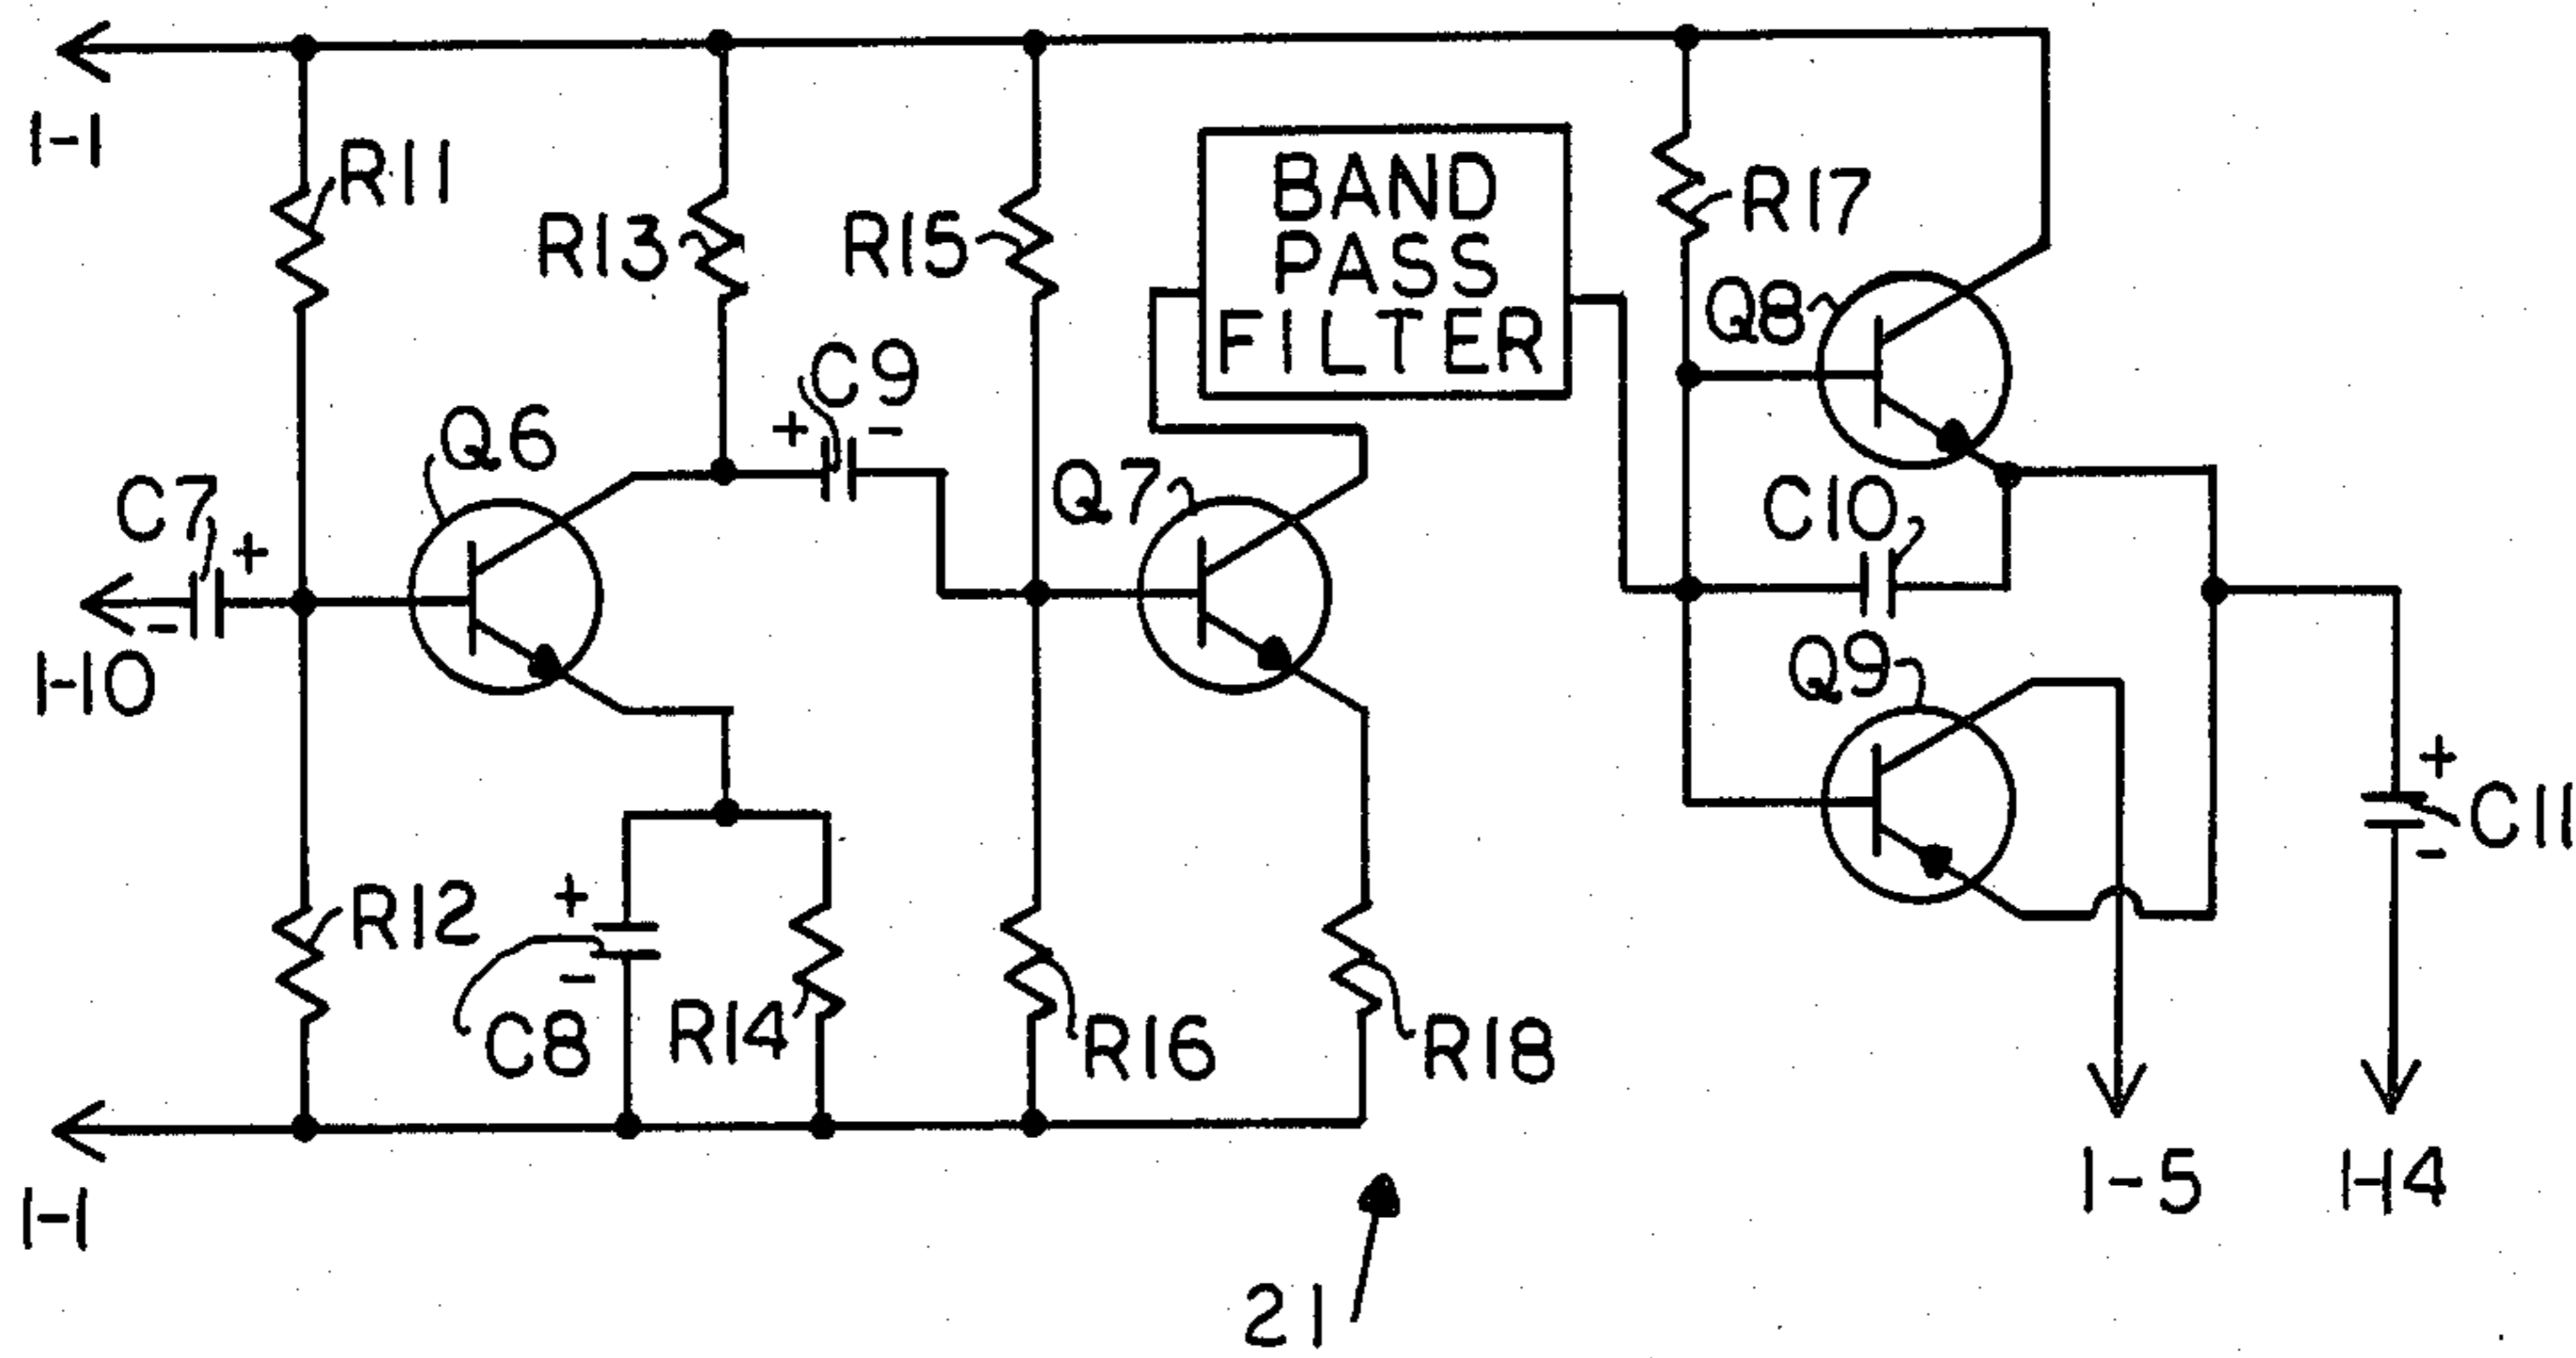 1-1
R11
R13
R15
BAND
PASS
FILTER
R17
Q8
C9
+ -
Q6
C7
+
-
Q7
C10
1-10
Q9
+
C11
-
R12
+
-
C8
R14
R16
R18
1-1
1-5
1-14
21